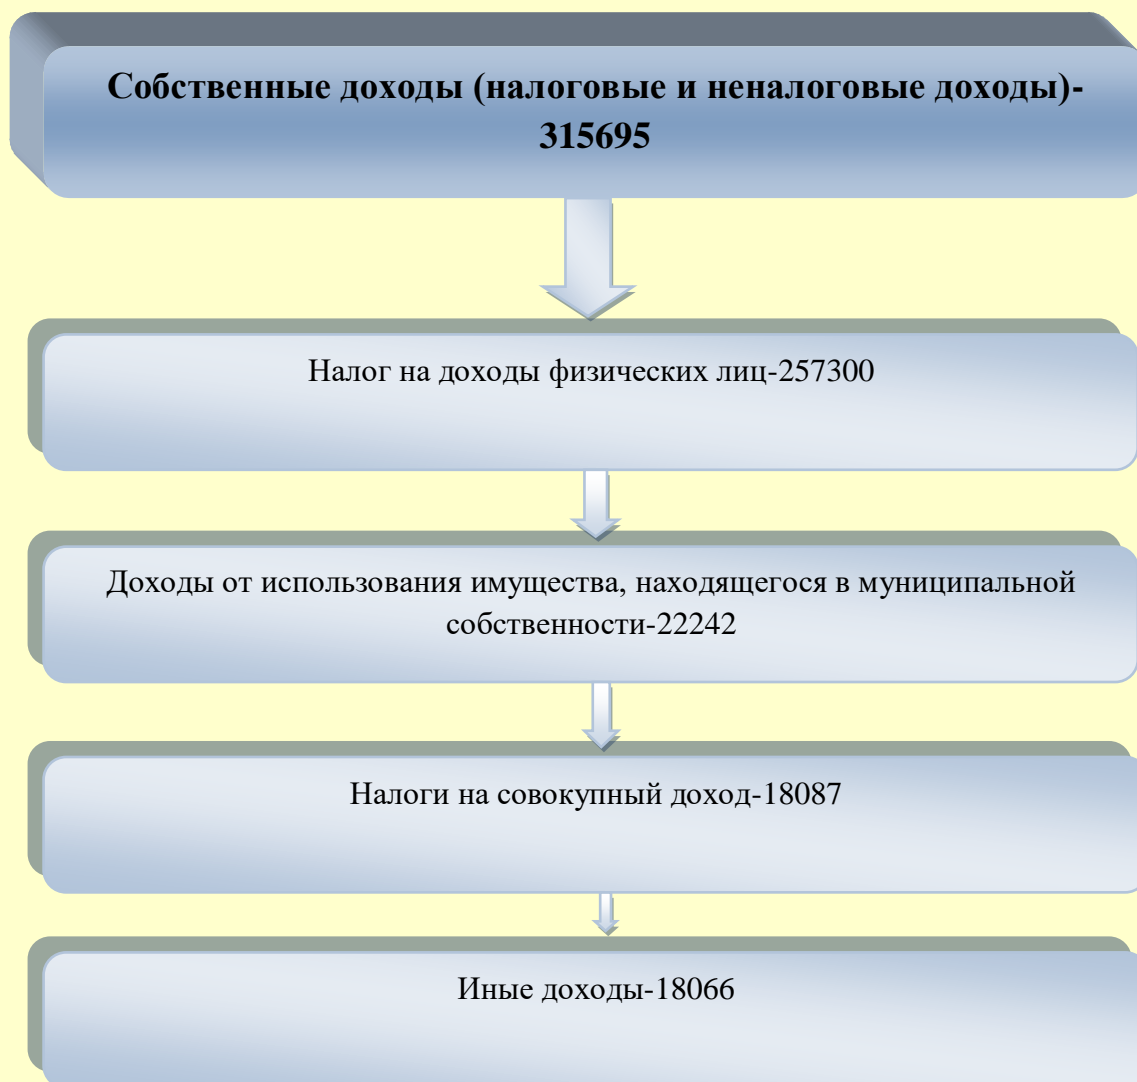 Собственные доходы (налоговые и неналоговые доходы)-
315695
Налог на доходы физических лиц-257300
Доходы от использования имущества, находящегося в муниципальной
собственности-22242
Налоги на совокупный доход-18087
Иные доходы-18066